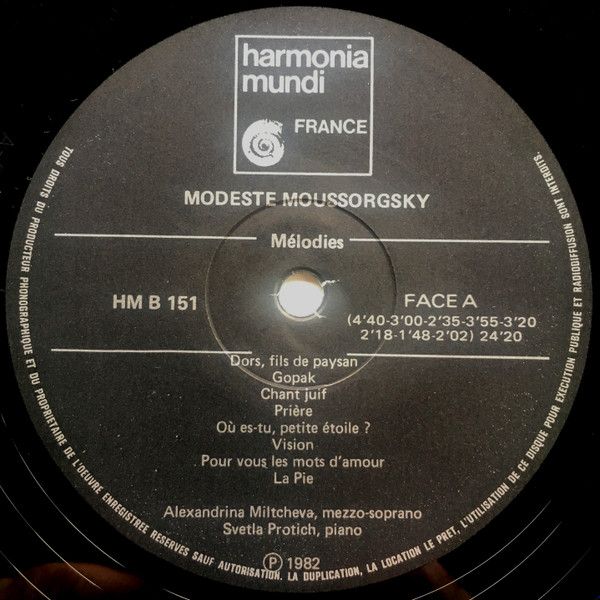 harmonia
mundi
FRANCE
MODESTE MOUSSORGSKY
Mélodies
HM B 151
FACE A
(4'40-3'00-2'35-3'55-3'20
2'18-1'48-2'02) 24'20
Dors, fils de paysan
Gopak
Chant juif
Prière
Où es-tu, petite étoile ?
Vision
Pour vous les mots d'amour
La Pie
Alexandrina Miltcheva, mezzo-soprano
Svetla Protich, piano
℗ 1982
TOUS DROITS DU PRODUCTEUR PHONOGRAPHIQUE ET DU PROPRIETAIRE DE L'OEUVRE ENREGISTREE RESERVES SAUF AUTORISATION. LA DUPLICATION, LA LOCATION LE PRET, L'UTILISATION DE CE DISQUE POUR EXECUTION PUBLIQUE ET RADIODIFFUSION SONT INTERDITS.